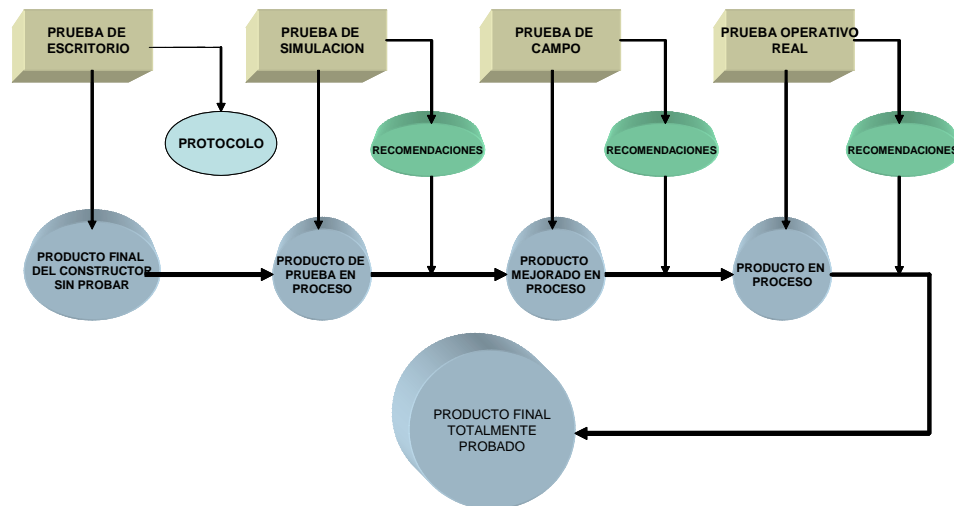 PRUEBA DE
ESCRITORIO
PRUEBA DE
SIMULACION
PRUEBA DE
CAMPO
PRUEBA OPERATIVO
REAL
PROTOCOLO
RECOMENDACIONES
RECOMENDACIONES
RECOMENDACIONES
PRODUCTO FINAL
DEL CONSTRUCTOR
SIN PROBAR
PRODUCTO DE
PRUEBA EN
PROCESO
PRODUCTO
MEJORADO EN
PROCESO
PRODUCTO EN
PROCESO
PRODUCTO FINAL
TOTALMENTE
PROBADO